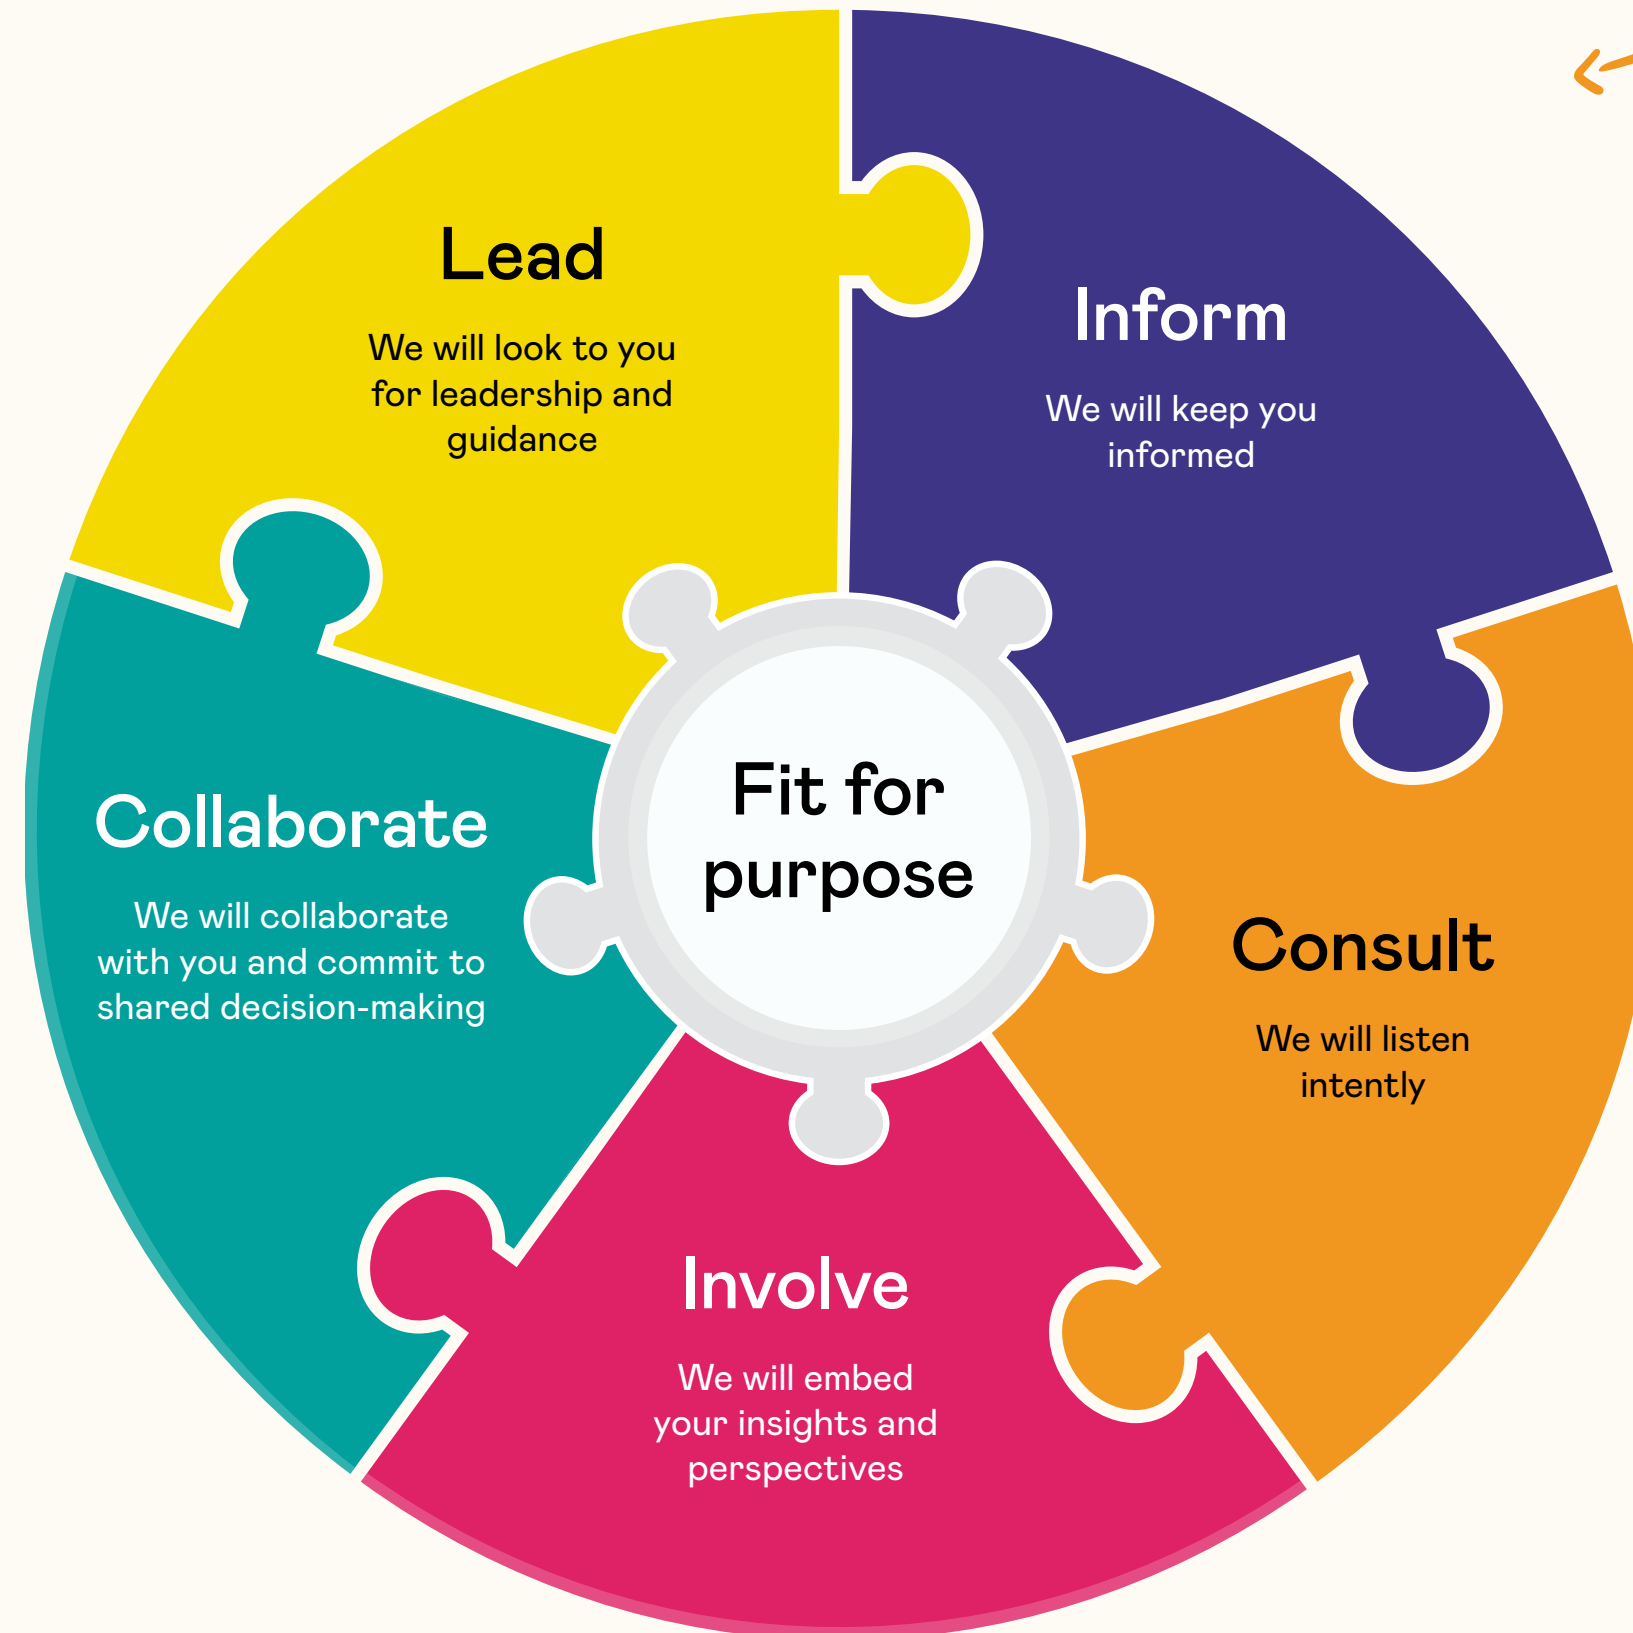 Lead
We will look to you
for leadership and
guidance
Inform
We will keep you
informed
Collaborate
We will collaborate
with you and commit to
shared decision-making
Fit for
purpose
Consult
We will listen
intently
Involve
We will embed
your insights and
perspectives